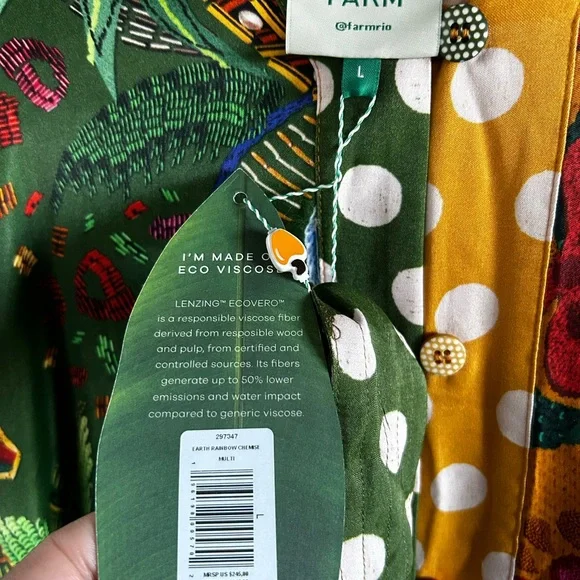 FARM
@farmrio
L
I'M MADE OF
ECO VISCOSE
LENZING™ ECOVERO™
is a responsible viscose fiber
derived from resposible wood
and pulp, from certified and
controlled sources. Its fibers
generate up to 50% lower
emissions and water impact
compared to generic viscose.
297347
EARTH RAINBOW CHEMISE
MULTI
L
MSRP US $245,00